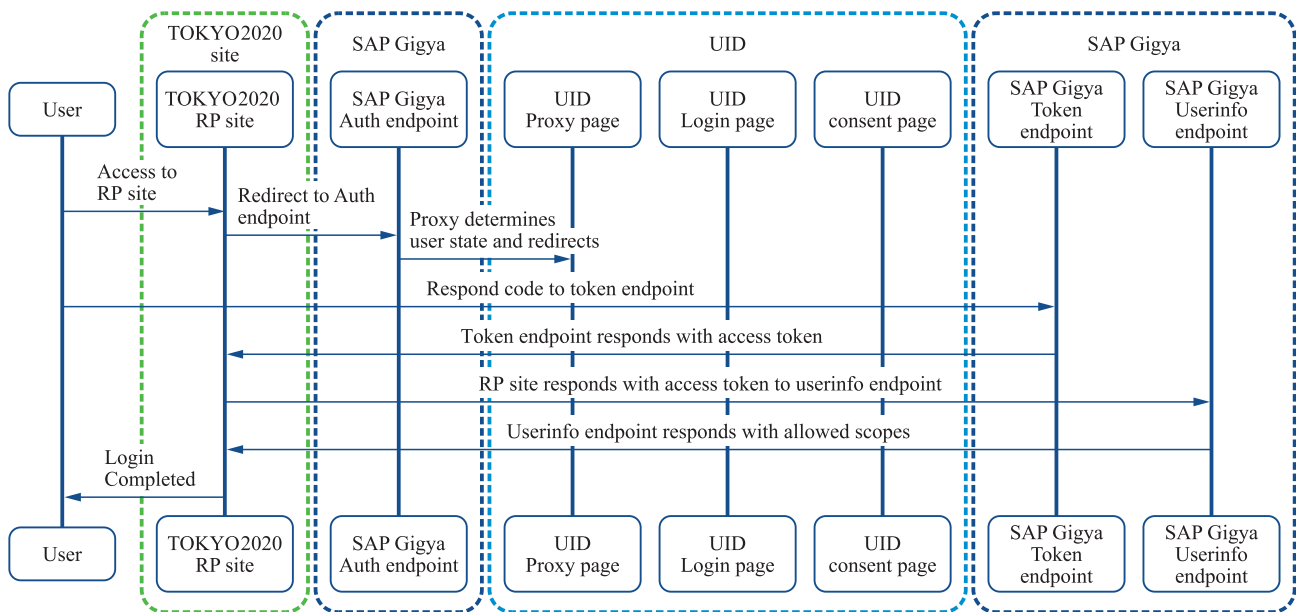 TOKYO2020
site
SAP Gigya
UID
SAP Gigya
User
TOKYO2020
RP site
SAP Gigya
Auth endpoint
UID
Proxy page
UID
Login page
UID
consent page
SAP Gigya
Token
endpoint
SAP Gigya
Userinfo
endpoint
Access to
RP site
Redirect to Auth
endpoint
Proxy determines
user state and redirects
Respond code to token endpoint
Token endpoint responds with access token
RP site responds with access token to userinfo endpoint
Userinfo endpoint responds with allowed scopes
Login
Completed
User
TOKYO2020
RP site
SAP Gigya
Auth endpoint
UID
Proxy page
UID
Login page
UID
consent page
SAP Gigya
Token
endpoint
SAP Gigya
Userinfo
endpoint